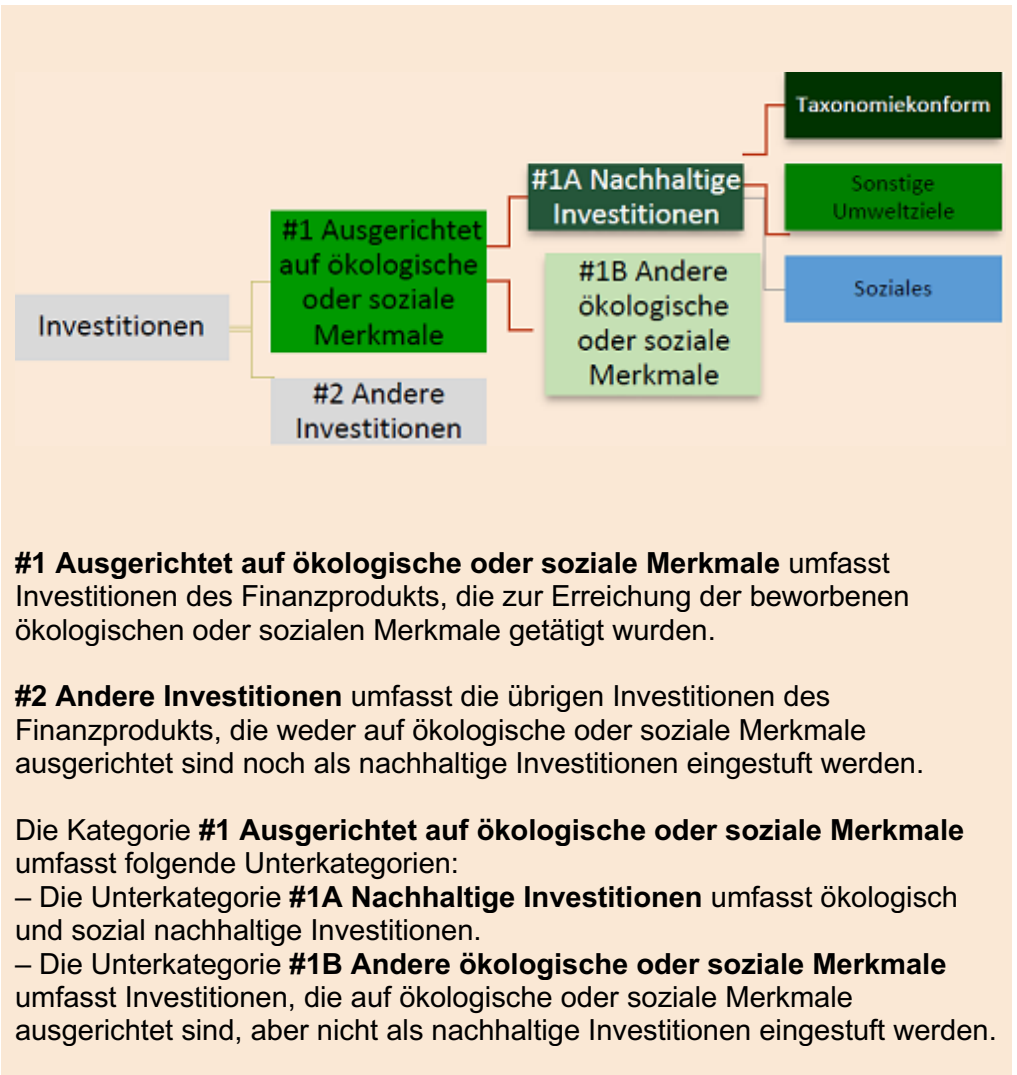 Taxonomiekonform
#1A Nachhaltige
Investitionen
Sonstige
Umweltziele
#1 Ausgerichtet
auf ökologische
oder soziale
Merkmale
#1B Andere
ökologische
oder soziale
Merkmale
Soziales
Investitionen
#2 Andere
Investitionen
#1 Ausgerichtet auf ökologische oder soziale Merkmale umfasst
Investitionen des Finanzprodukts, die zur Erreichung der beworbenen
ökologischen oder sozialen Merkmale getätigt wurden.
#2 Andere Investitionen umfasst die übrigen Investitionen des
Finanzprodukts, die weder auf ökologische oder soziale Merkmale
ausgerichtet sind noch als nachhaltige Investitionen eingestuft werden.
Die Kategorie #1 Ausgerichtet auf ökologische oder soziale Merkmale
umfasst folgende Unterkategorien:
– Die Unterkategorie #1A Nachhaltige Investitionen umfasst ökologisch
und sozial nachhaltige Investitionen.
– Die Unterkategorie #1B Andere ökologische oder soziale Merkmale
umfasst Investitionen, die auf ökologische oder soziale Merkmale
ausgerichtet sind, aber nicht als nachhaltige Investitionen eingestuft werden.